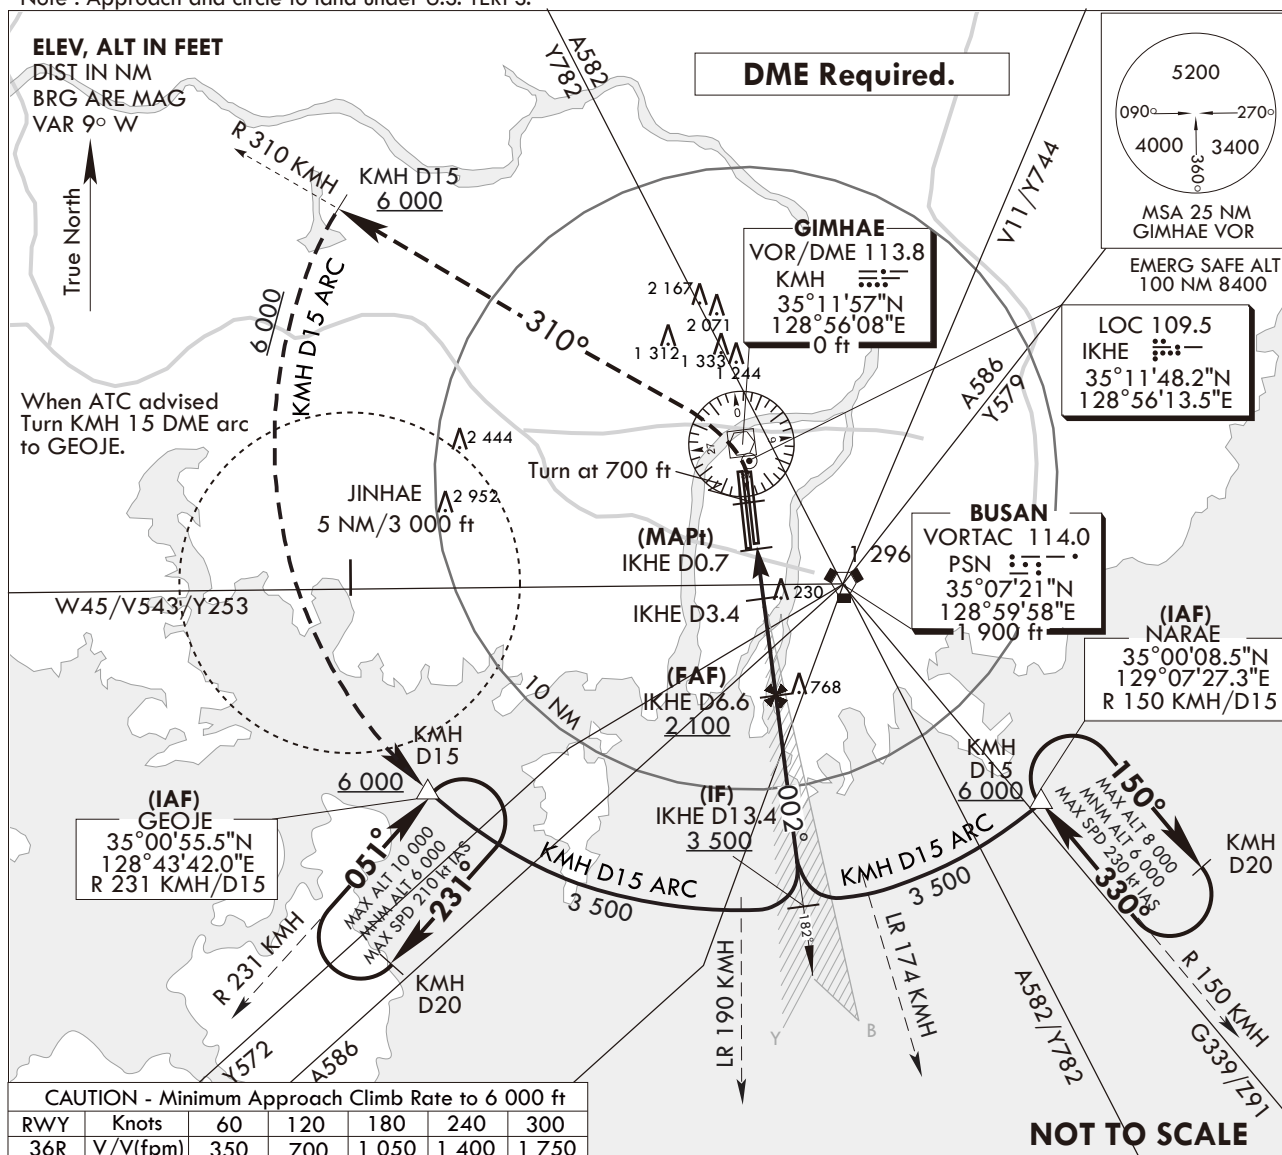 Note : Approach and circle to land under U.S. TERPS.
ELEV, ALT IN FEET
DIST IN NM
BRG ARE MAG
VAR 9° W
True North
DME Required.
A582
Y782
5200
090°
270°
4000
3400
360°
MSA 25 NM
GIMHAE VOR
EMERG SAFE ALT
100 NM 8400
R 310 KMH
KMH D15
6 000
V11/Y744
GIMHAE
VOR/DME 113.8
KMH
35°11'57"N
128°56'08"E
0 ft
LOC 109.5
IKHE
35°11'48.2"N
128°56'13.5"E
KMH D15 ARC
6 000
310°
2 167
2 071
1 312
1 333
1 244
A586
Y579
When ATC advised
Turn KMH 15 DME arc
to GEOJE.
2 444
0
9
27
Turn at 700 ft
JINHAE
5 NM/3 000 ft
2 952
(MAPt)
IKHE D0.7
1 296
BUSAN
VORTAC 114.0
PSN
35°07'21"N
128°59'58"E
1 900 ft
W45/V543/Y253
IKHE D3.4
230
(IAF)
NARAE
35°00'08.5"N
129°07'27.3"E
R 150 KMH/D15
(FAF)
IKHE D6.6
2 100
768
10 NM
KMH
D15
6 000
KMH
D15
6 000
(IAF)
GEOJE
35°00'55.5"N
128°43'42.0"E
R 231 KMH/D15
(IF)
IKHE D13.4
3 500
002°
150°
MAX ALT 8 000
MNM ALT 6 000
MAX SPD 230 kt IAS
330°
KMH
D20
051°
MAX ALT 10 000
MNM ALT 6 000
MAX SPD 210 kt IAS
231°
KMH D15 ARC
3 500
KMH D15 ARC
3 500
182°
R 231 KMH
KMH
D20
LR 190 KMH
LR 174 KMH
R 150 KMH
Y
B
A582/Y782
G339/Z91
Y572
A586
CAUTION - Minimum Approach Climb Rate to 6 000 ft
RWY Knots 60 120 180 240 300
36R V/V(fpm) 350 700 1 050 1 400 1 750
NOT TO SCALE